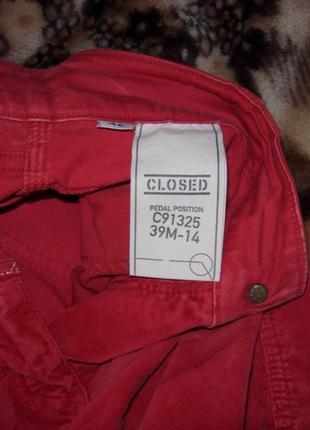 CLOSED
PEDAL POSITION
C91325
39M-14